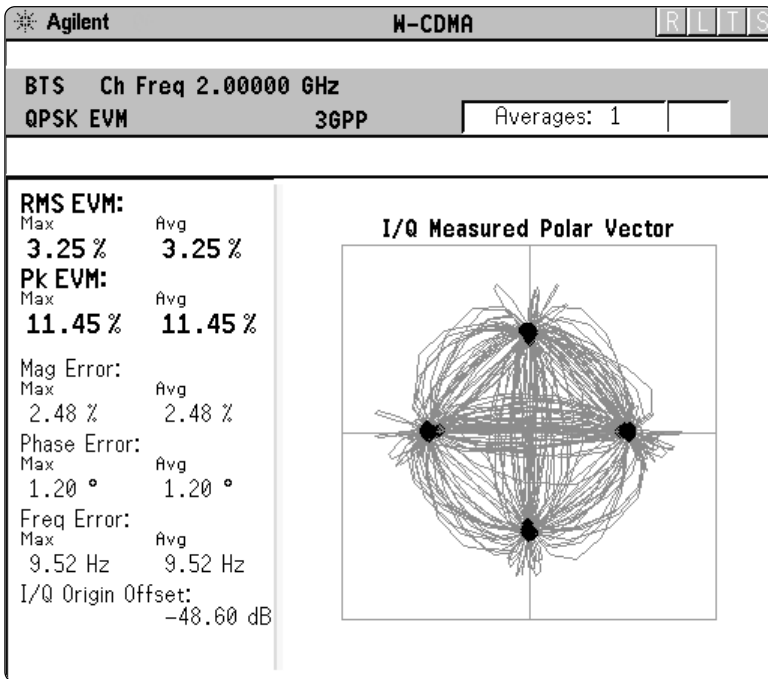 Agilent W-CDMA R L T S
BTS Ch Freq 2.00000 GHz
QPSK EVM 3GPP Averages: 1
RMS EVM:
Max Avg
3.25 % 3.25 %
Pk EVM:
Max Avg
11.45 % 11.45 %
Mag Error:
Max Avg
2.48 % 2.48 %
Phase Error:
Max Avg
1.20 ° 1.20 °
Freq Error:
Max Avg
9.52 Hz 9.52 Hz
I/Q Origin Offset:
-48.60 dB
I/Q Measured Polar Vector